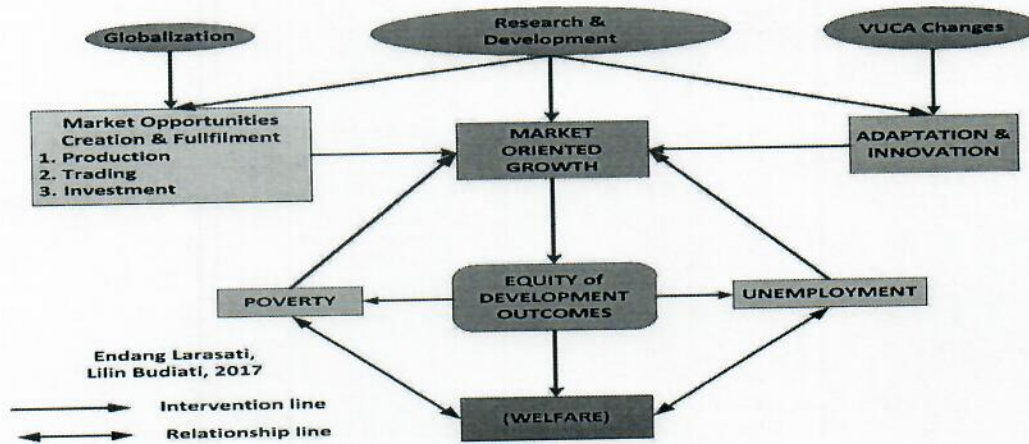 Globalization
Research &
Development
VUCA Changes
Market Opportunities
Creation & Fullfilment
1. Production
2. Trading
3. Investment
MARKET
ORIENTED
GROWTH
ADAPTATION &
INNOVATION
POVERTY
EQUITY of
DEVELOPMENT
OUTCOMES
UNEMPLOYMENT
Endang Larasati,
Lilin Budiati, 2017
Intervention line
Relationship line
(WELFARE)